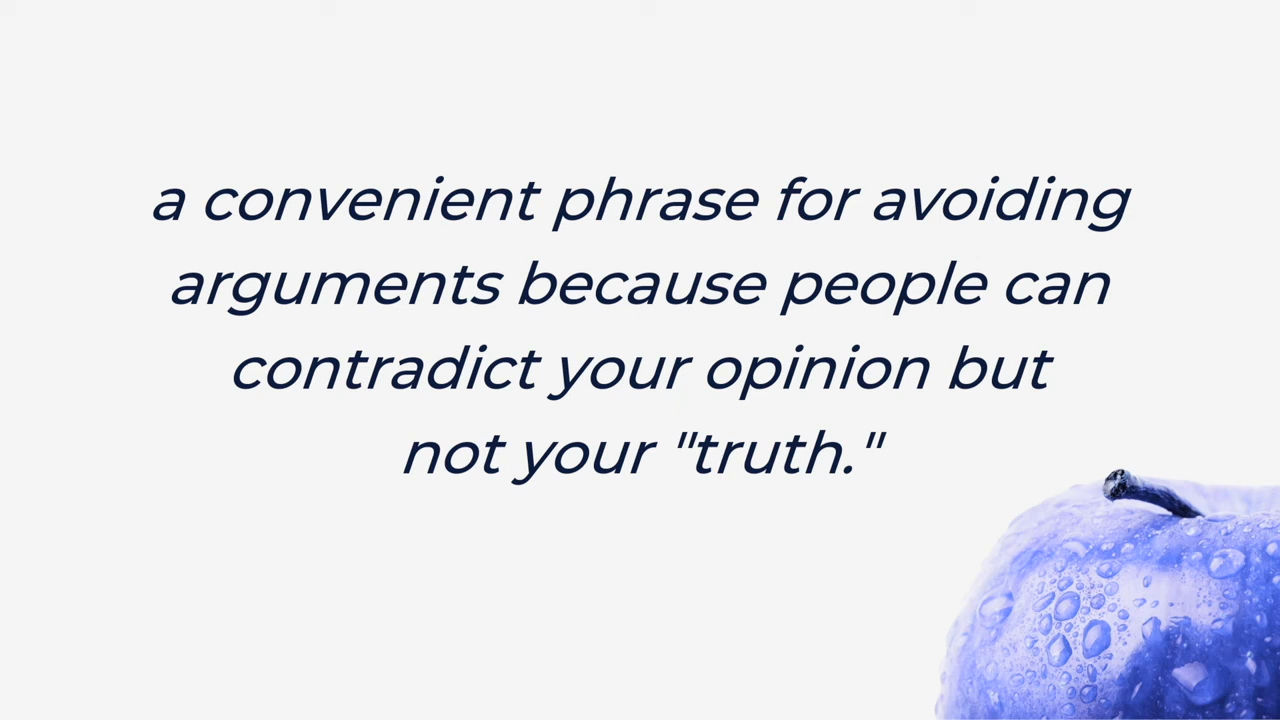 a convenient phrase for avoiding
arguments because people can
contradict your opinion but
not your "truth."